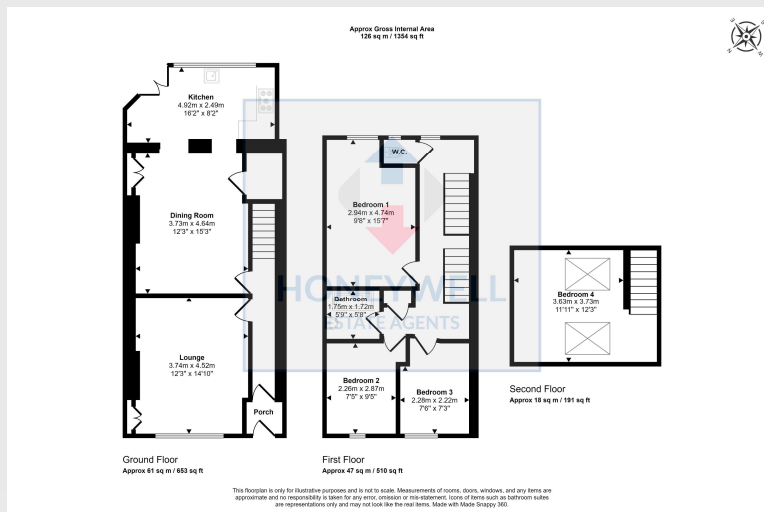 Approx Gross Internal Area
126 sq m / 1354 sq ft
Kitchen
4.92m x 2.49m
16'2" x 8'2"
W.C.
Bedroom 1
2.94m x 4.74m
9'8" x 15'7"
Dining Room
3.73m x 4.64m
12'3" x 15'3"
HONEYWELL
ESTATE AGENTS
Bathroom
1.75m x 1.72m
5'9" x 5'8"
Bedroom 4
3.63m x 3.73m
11'11" x 12'3"
Lounge
3.74m x 4.52m
12'3" x 14'10"
Bedroom 2
2.26m x 2.87m
7'5" x 9'5"
Bedroom 3
2.28m x 2.22m
7'6" x 7'3"
Porch
Second Floor
Approx 18 sq m / 191 sq ft
Ground Floor
Approx 61 sq m / 653 sq ft
First Floor
Approx 47 sq m / 510 sq ft
This floorplan is only for illustrative purposes and is not to scale. Measurements of rooms, doors, windows, and any items are
approximate and no responsibility is taken for any error, omission or mis-statement. Icons of items such as bathroom suites
are representations only and may not look like the real items. Made with Made Snappy 360.